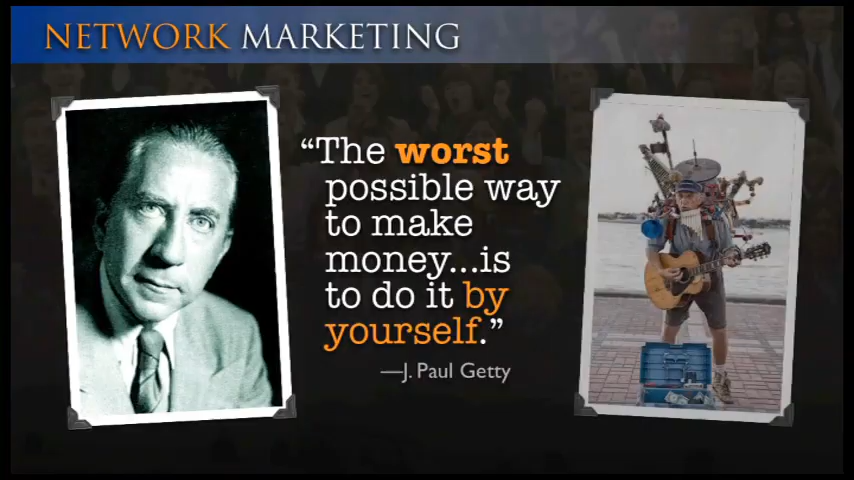 NETWORK MARKETING
“The worst
possible way
to make
money...is
to do it by
yourself.”
—J. Paul Getty